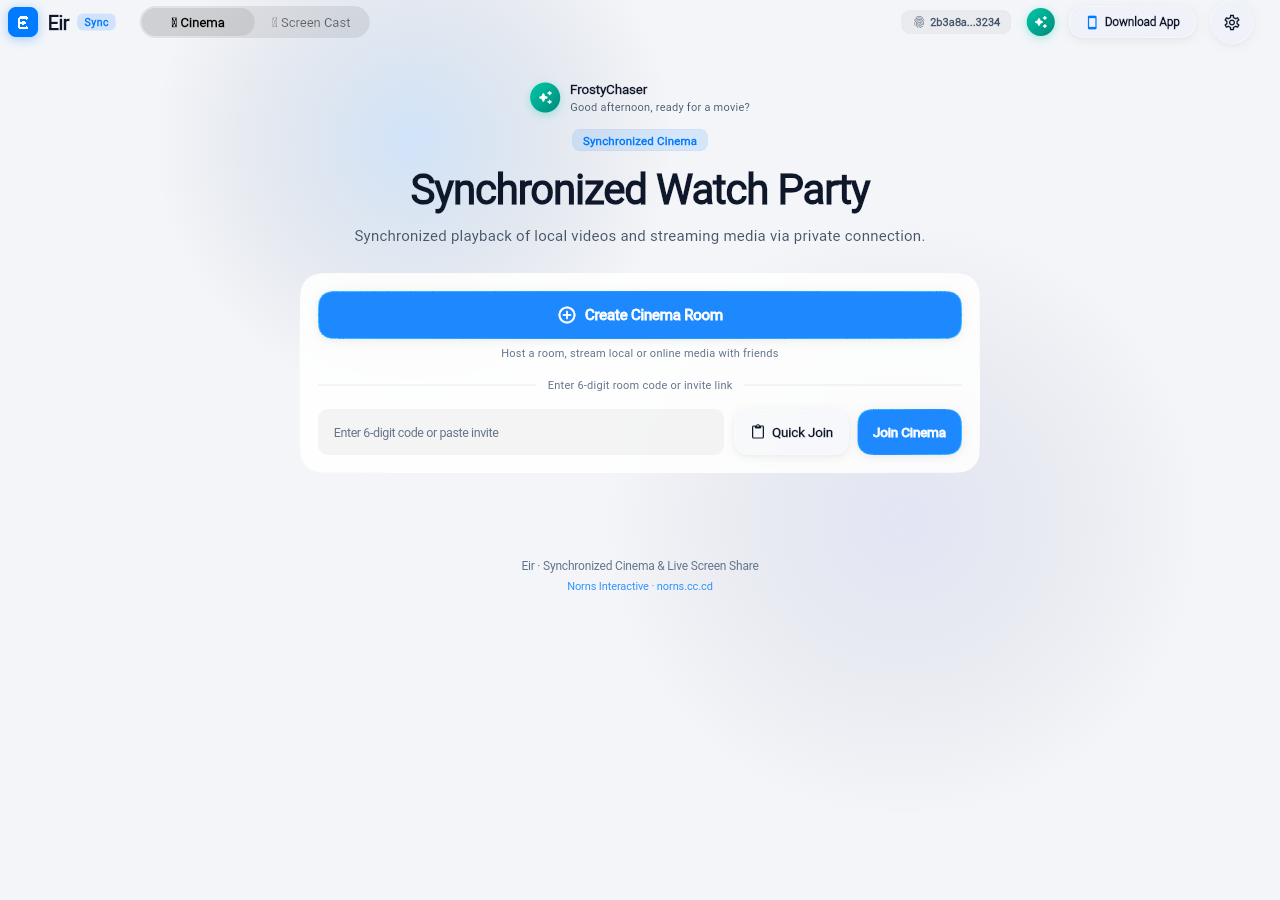 Eir Sync
Cinema
Screen Cast
2b3a8a...3234
Download App
FrostyChaser
Good afternoon, ready for a movie?
Synchronized Cinema
Synchronized Watch Party
Synchronized playback of local videos and streaming media via private connection.
Create Cinema Room
Host a room, stream local or online media with friends
Enter 6-digit room code or invite link
Enter 6-digit code or paste invite
Quick Join
Join Cinema
Eir · Synchronized Cinema & Live Screen Share
Norns Interactive · norns.cc.cd